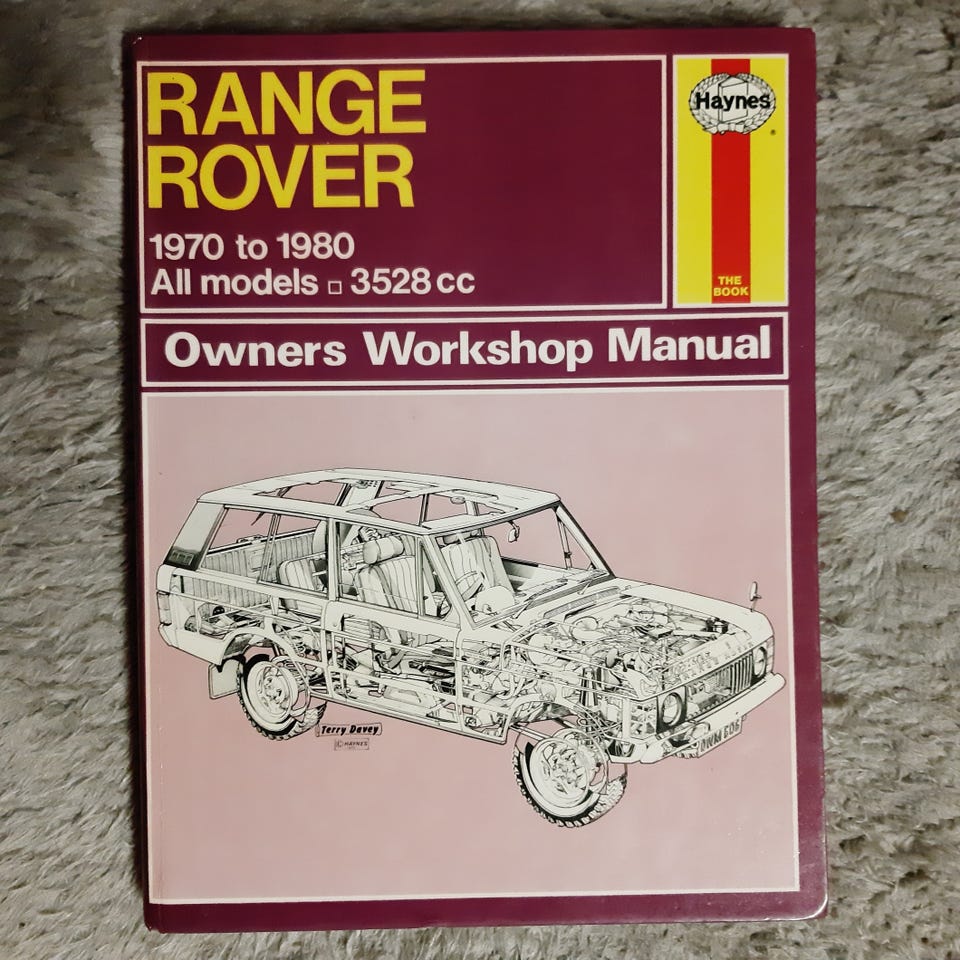 RANGE
ROVER
1970 to 1980
All models □ 3528 cc
Haynes
THE
BOOK
Owners Workshop Manual
Terry Davey
© HAYNES